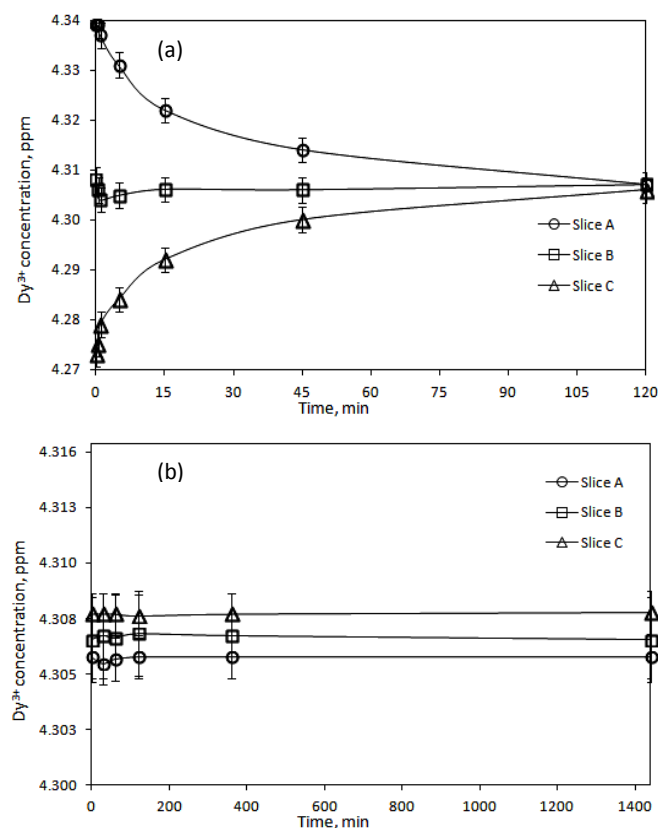 (a)
Dy³⁺ concentration, ppm
4.34
4.33
4.32
4.31
4.30
4.29
4.28
4.27
Slice A
Slice B
Slice C
0 15 30 45 60 75 90 105 120
Time, min
(b)
Dy³⁺ concentration, ppm
4.316
4.313
4.310
4.308
4.305
4.303
4.300
Slice A
Slice B
Slice C
0 200 400 600 800 1000 1200 1400
Time, min